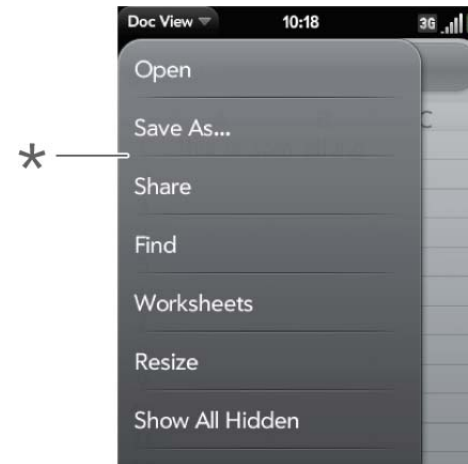 Doc View 10:18 3G
C
Open
Save As...
*
Share
Find
Worksheets
Resize
Show All Hidden